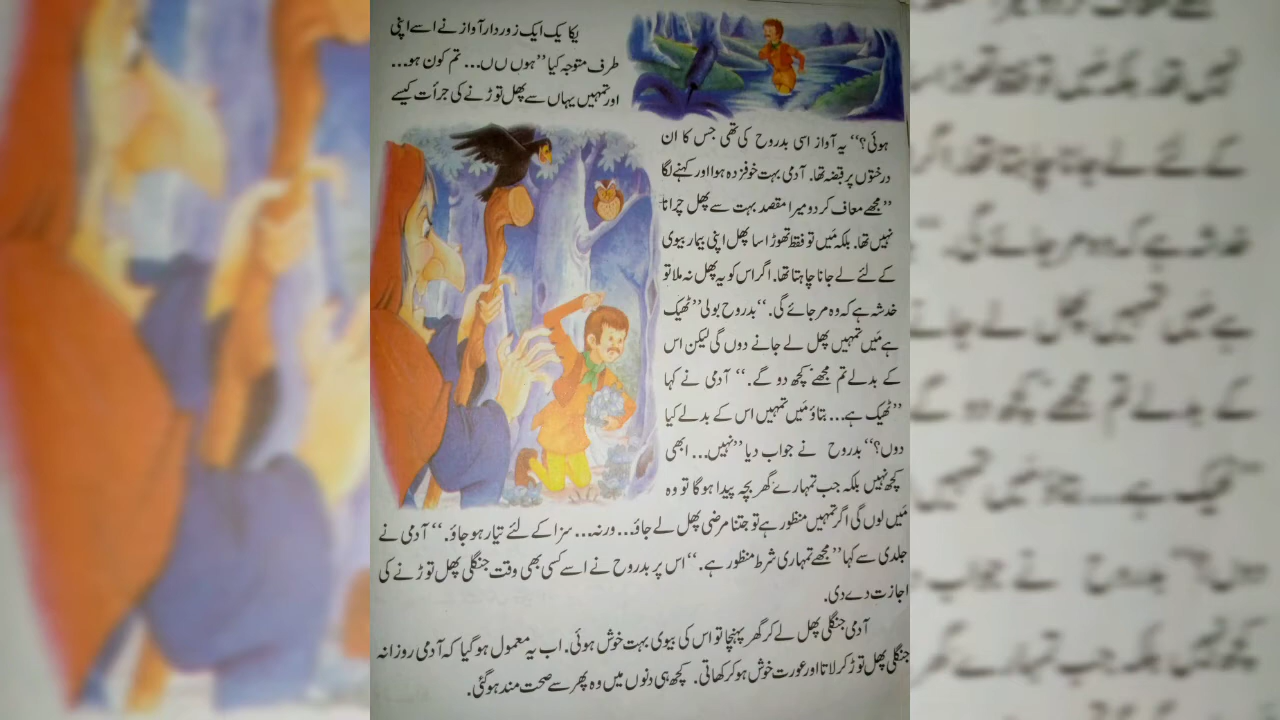 یکا یک ایک زوردار آواز نے اسے اپنی
طرف متوجہ کیا ”ہوں ں ں... تم کون ہو...
اور تمہیں یہاں سے پھل توڑنے کی جرأت کیسے
ہوئی؟“ یہ آواز اسی بدروح کی تھی جس کا ان
درختوں پر قبضہ تھا۔ آدمی بہت خوفزدہ ہوا اور کہنے لگا
”مجھے معاف کر دو میرا مقصد بہت سے پھل چرانا
نہیں تھا۔ بلکہ مَیں تو فقط تھوڑا سا پھل اپنی بیمار بیوی
کے لئے لے جانا چاہتا تھا۔ اگر اس کو یہ پھل نہ ملا تو
خدشہ ہے کہ وہ مر جائے گی۔“ بدروح بولی ”ٹھیک
ہے مَیں تمہیں پھل لے جانے دوں گی لیکن اس
کے بدلے تم مجھے کچھ دو گے۔“ آدمی نے کہا
”ٹھیک ہے... بتاؤ مَیں تمہیں اس کے بدلے کیا
دوں؟“ بدروح نے جواب دیا ”نہیں... ابھی
کچھ نہیں بلکہ جب تمہارے گھر بچہ پیدا ہوگا تو وہ
مَیں لوں گی اگر تمہیں منظور ہے تو جتنا مرضی پھل لے جاؤ... ورنہ... سزا کے لئے تیار ہو جاؤ۔“ آدمی نے
جلدی سے کہا ”مجھے تمہاری شرط منظور ہے۔“ اس پر بدروح نے اسے کسی بھی وقت جنگلی پھل توڑنے کی
اجازت دے دی۔
آدمی جنگلی پھل لے کر گھر پہنچا تو اس کی بیوی بہت خوش ہوئی۔ اب یہ معمول ہو گیا کہ آدمی روزانہ
جنگلی پھل توڑ کر لاتا اور عورت خوش ہو کر کھاتی۔ کچھ ہی دنوں میں وہ پھر سے صحت مند ہو گئی۔